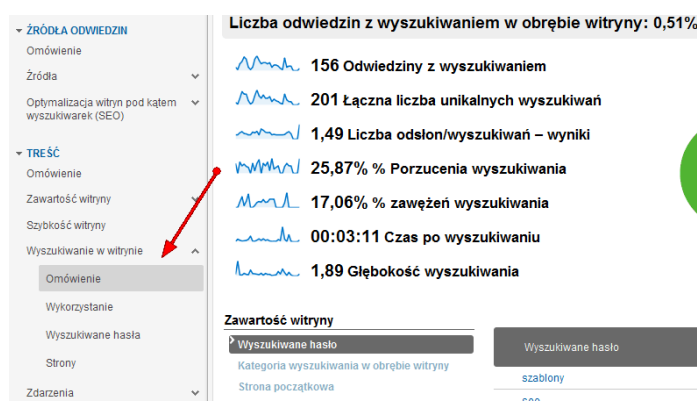 ŹRÓDŁA ODWIEDZIN
Omówienie
Źródła
Optymalizacja witryn pod kątem
wyszukiwarek (SEO)
TREŚĆ
Omówienie
Zawartość witryny
Szybkość witryny
Wyszukiwanie w witrynie
Omówienie
Wykorzystanie
Wyszukiwane hasła
Strony
Zdarzenia
Liczba odwiedzin z wyszukiwaniem w obrębie witryny: 0,51%
156 Odwiedziny z wyszukiwaniem
201 Łączna liczba unikalnych wyszukiwań
1,49 Liczba odsłon/wyszukiwań – wyniki
25,87% % Porzucenia wyszukiwania
17,06% % zawężeń wyszukiwania
00:03:11 Czas po wyszukiwaniu
1,89 Głębokość wyszukiwania
Zawartość witryny
Wyszukiwane hasło
Kategoria wyszukiwania w obrębie witryny
Strona początkowa
Wyszukiwane hasło
szablony